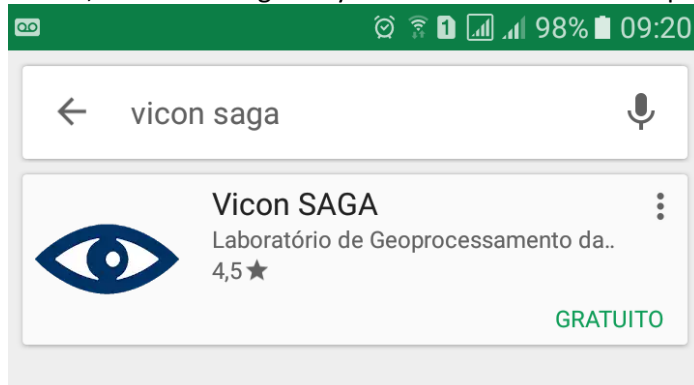 98% 09:20
vicon saga
Vicon SAGA
Laboratório de Geoprocessamento da..
4,5★
GRATUITO